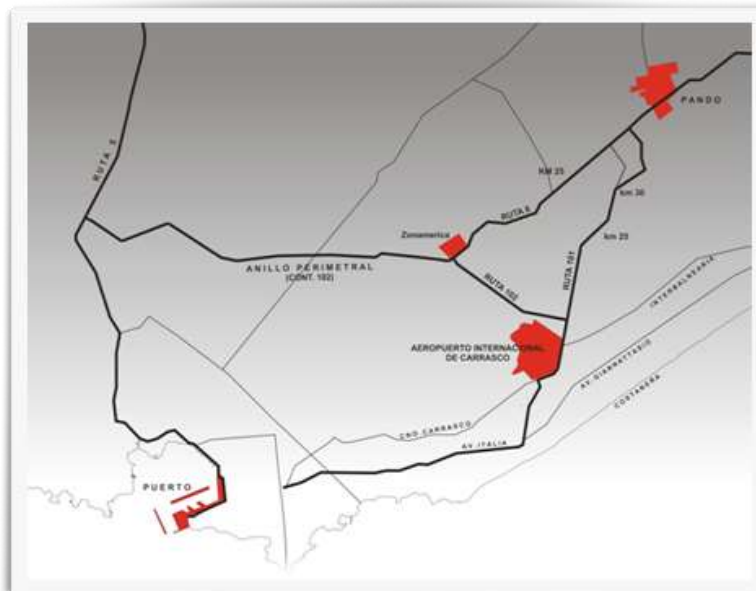 PANDO
RUTA 5
KM 25
km 30
RUTA 8
Zonamerica
km 25
ANILLO PERIMETRAL
(CONT. 102)
RUTA 102
RUTA 101
INTERBALNEARIA
AEROPUERTO INTERNACIONAL
DE CARRASCO
AV. GIANNATTASIO
COSTANERA
CNO. CARRASCO
AV. ITALIA
PUERTO